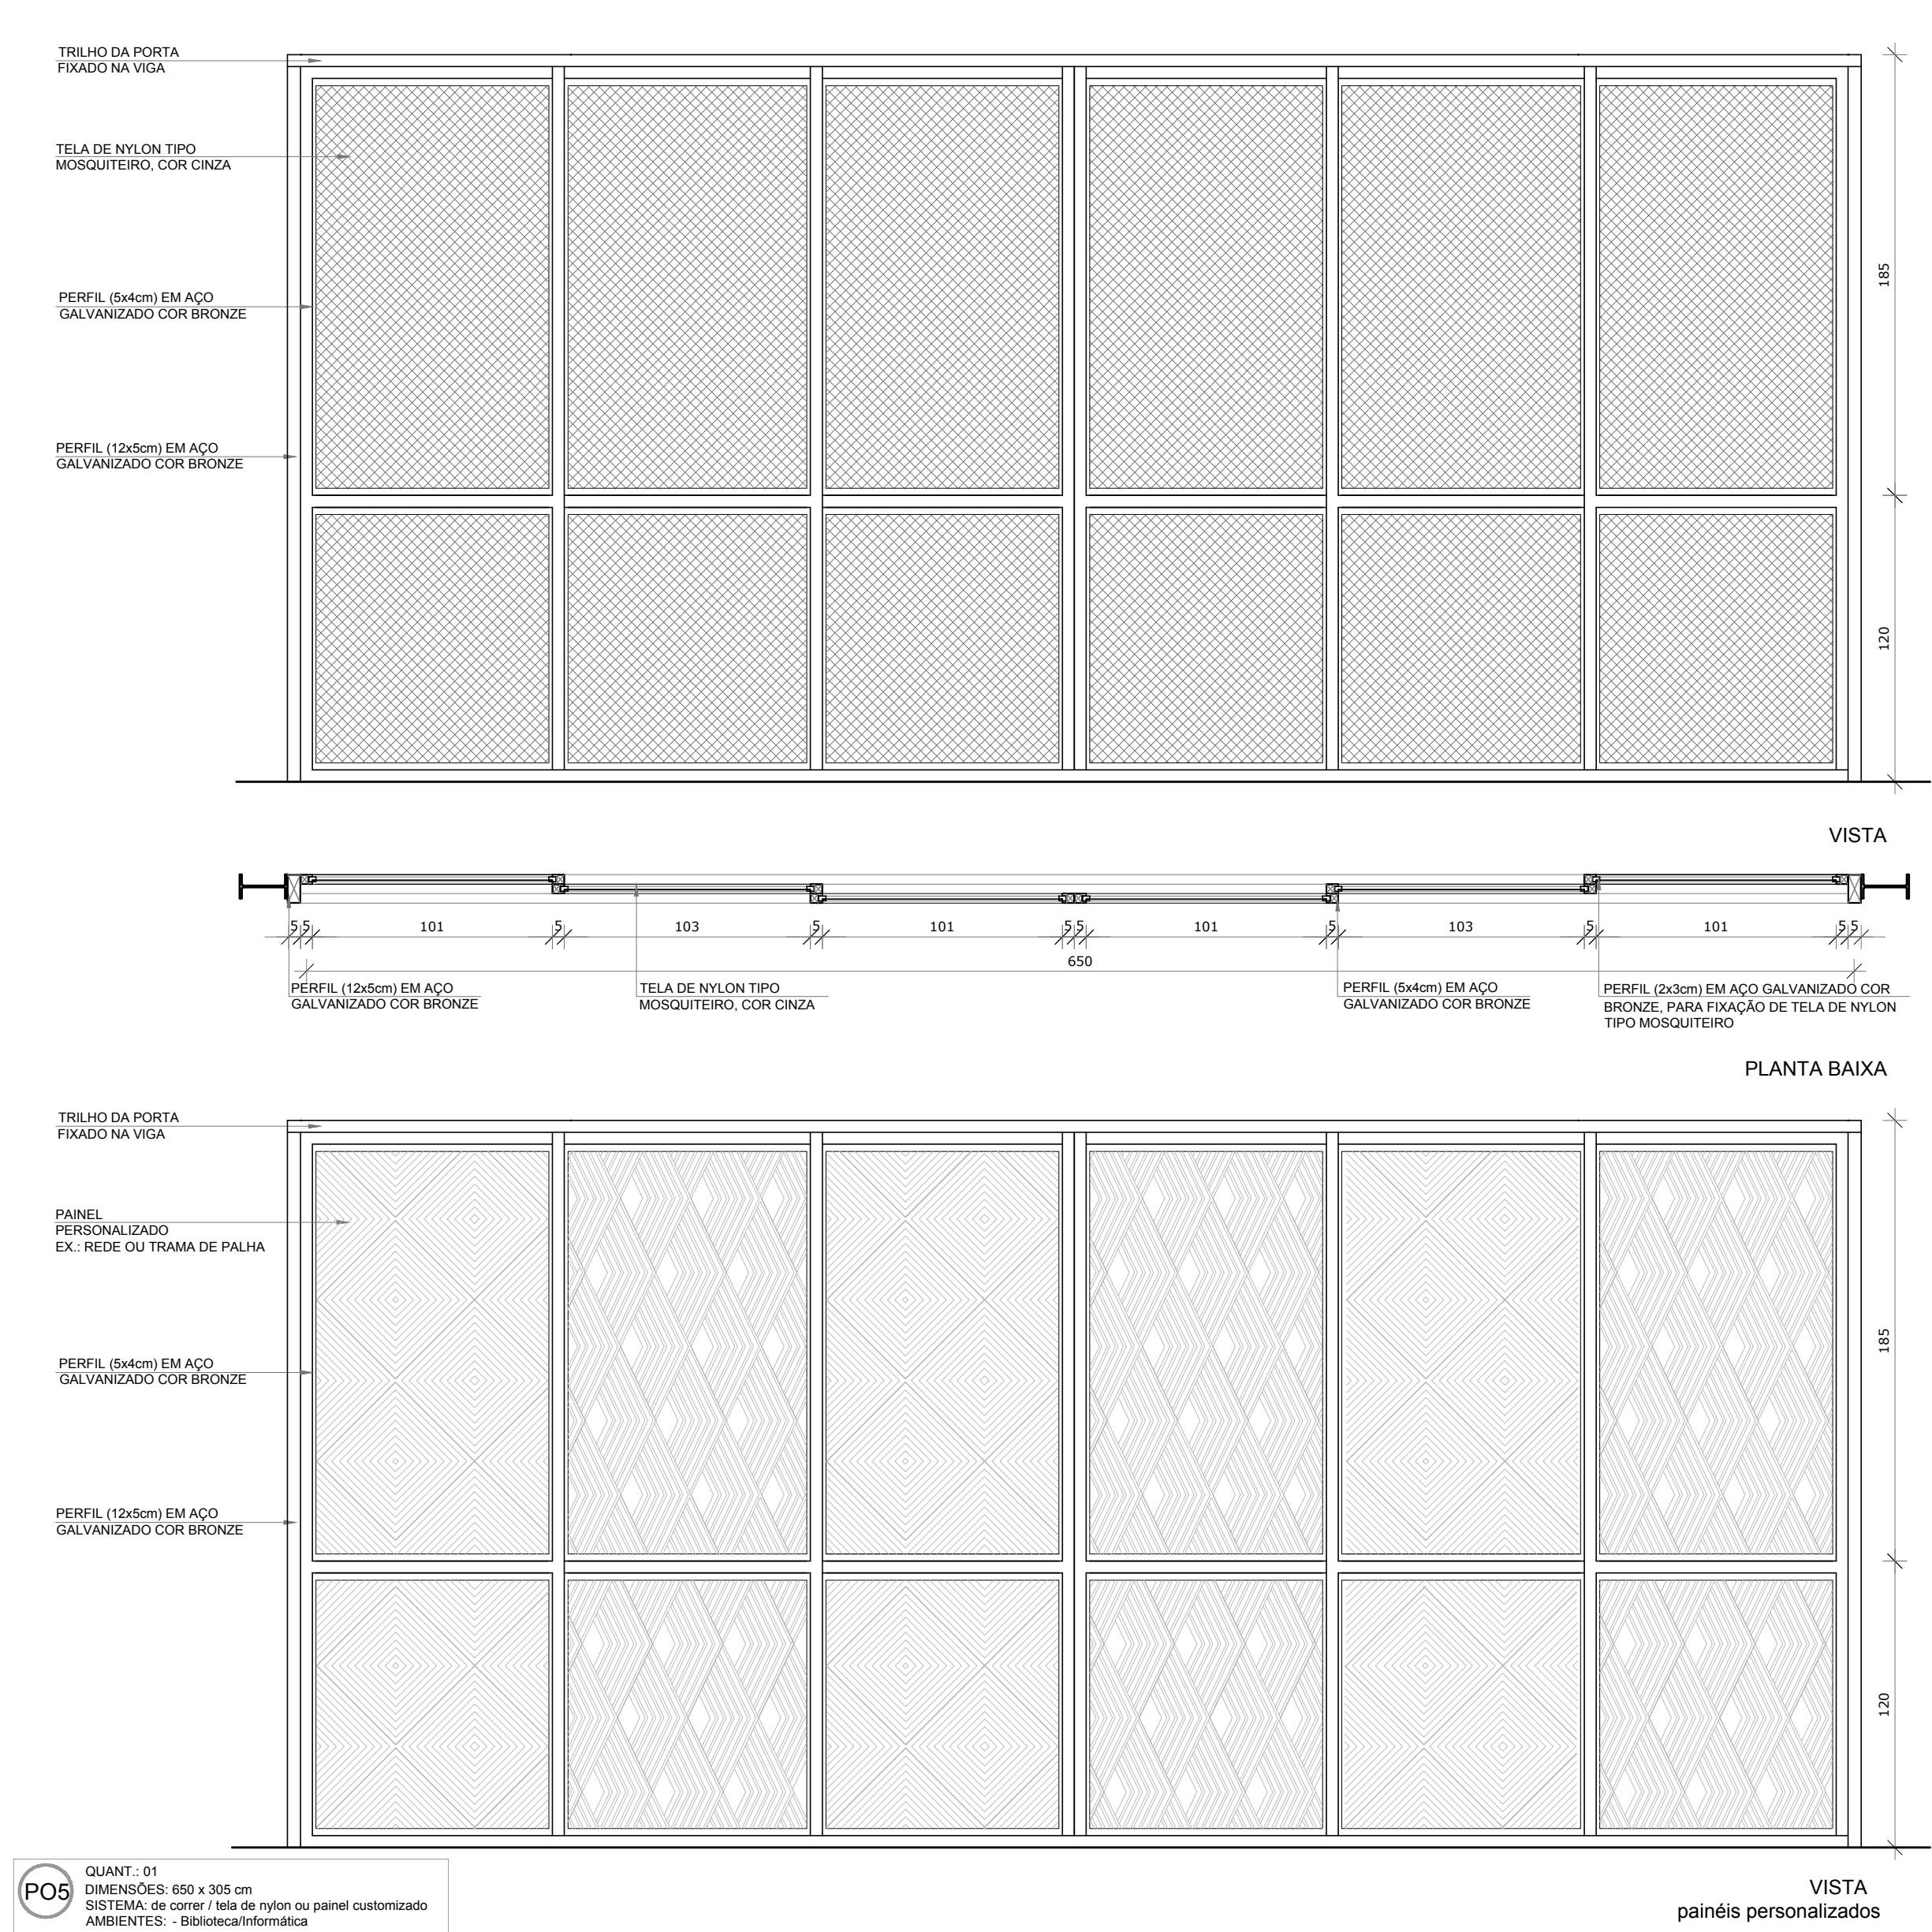 TRILHO DA PORTA
FIXADO NA VIGA
TELA DE NYLON TIPO
MOSQUITEIRO, COR CINZA
PERFIL (5x4cm) EM AÇO
GALVANIZADO COR BRONZE
PERFIL (12x5cm) EM AÇO
GALVANIZADO COR BRONZE
185
120
VISTA
5 5 101 5 103 5 101 5 5 101 5 103 5 101 5 5
650
PERFIL (12x5cm) EM AÇO
GALVANIZADO COR BRONZE
TELA DE NYLON TIPO
MOSQUITEIRO, COR CINZA
PERFIL (5x4cm) EM AÇO
GALVANIZADO COR BRONZE
PERFIL (2x3cm) EM AÇO GALVANIZADO COR
BRONZE, PARA FIXAÇÃO DE TELA DE NYLON
TIPO MOSQUITEIRO
PLANTA BAIXA
TRILHO DA PORTA
FIXADO NA VIGA
PAINEL
PERSONALIZADO
EX.: REDE OU TRAMA DE PALHA
PERFIL (5x4cm) EM AÇO
GALVANIZADO COR BRONZE
PERFIL (12x5cm) EM AÇO
GALVANIZADO COR BRONZE
185
120
PO5
QUANT.: 01
DIMENSÕES: 650 x 305 cm
SISTEMA: de correr / tela de nylon ou painel customizado
AMBIENTES: - Biblioteca/Informática
VISTA
painéis personalizados